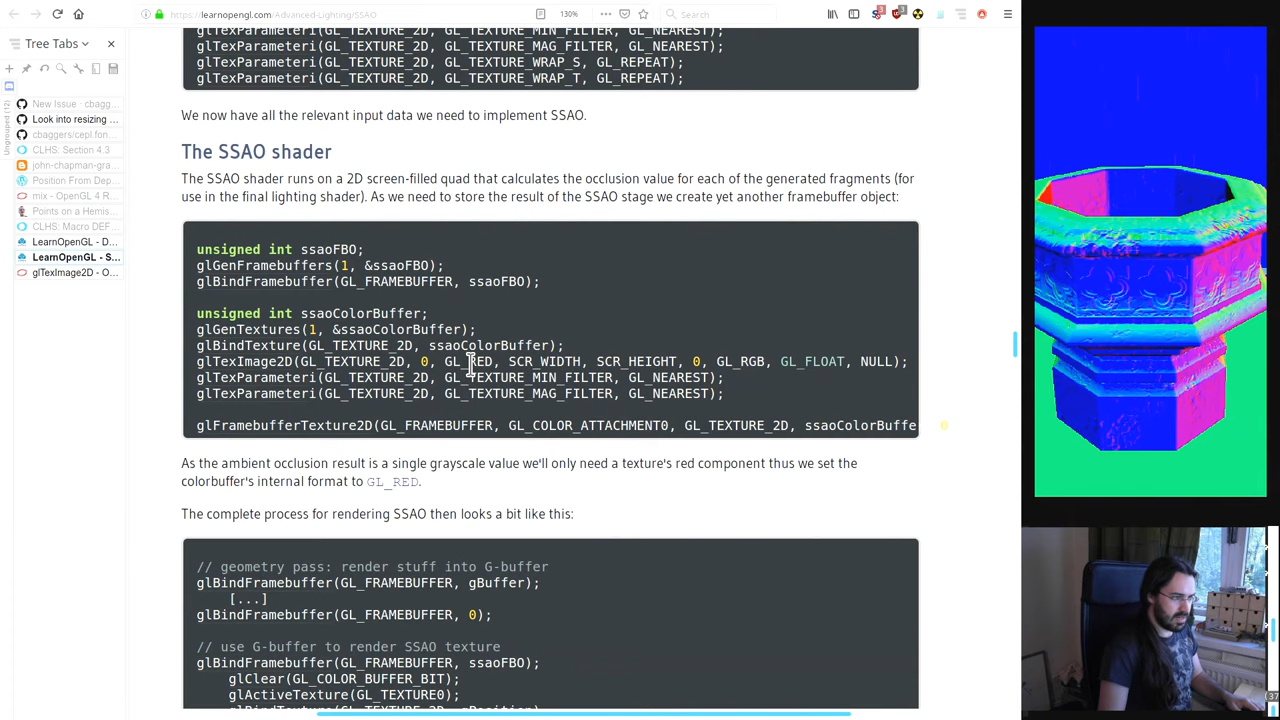 https://learnopengl.com/Advanced-Lighting/SSAO
130%
Search
Tree Tabs
Ungrouped (12)
New Issue · cbagg...
Look into resizing ...
cbaggers/cepl.fon...
CLHS: Section 4.3
john-chapman-gra...
Position From Dep...
mix - OpenGL 4 R...
Points on a Hemis...
CLHS: Macro DEF...
LearnOpenGL - D...
LearnOpenGL - S...
glTexImage2D - O...
glTexParameteri(GL_TEXTURE_2D, GL_TEXTURE_MIN_FILTER, GL_NEAREST);
glTexParameteri(GL_TEXTURE_2D, GL_TEXTURE_MAG_FILTER, GL_NEAREST);
glTexParameteri(GL_TEXTURE_2D, GL_TEXTURE_WRAP_S, GL_REPEAT);
glTexParameteri(GL_TEXTURE_2D, GL_TEXTURE_WRAP_T, GL_REPEAT);
We now have all the relevant input data we need to implement SSAO.
The SSAO shader
The SSAO shader runs on a 2D screen-filled quad that calculates the occlusion value for each of the generated fragments (for
use in the final lighting shader). As we need to store the result of the SSAO stage we create yet another framebuffer object:
unsigned int ssaoFBO;
glGenFramebuffers(1, &ssaoFBO);
glBindFramebuffer(GL_FRAMEBUFFER, ssaoFBO);
unsigned int ssaoColorBuffer;
glGenTextures(1, &ssaoColorBuffer);
glBindTexture(GL_TEXTURE_2D, ssaoColorBuffer);
glTexImage2D(GL_TEXTURE_2D, 0, GL_RED, SCR_WIDTH, SCR_HEIGHT, 0, GL_RGB, GL_FLOAT, NULL);
glTexParameteri(GL_TEXTURE_2D, GL_TEXTURE_MIN_FILTER, GL_NEAREST);
glTexParameteri(GL_TEXTURE_2D, GL_TEXTURE_MAG_FILTER, GL_NEAREST);
glFramebufferTexture2D(GL_FRAMEBUFFER, GL_COLOR_ATTACHMENT0, GL_TEXTURE_2D, ssaoColorBuffe 0
As the ambient occlusion result is a single grayscale value we'll only need a texture's red component thus we set the
colorbuffer's internal format to GL_RED.
The complete process for rendering SSAO then looks a bit like this:
// geometry pass: render stuff into G-buffer
glBindFramebuffer(GL_FRAMEBUFFER, gBuffer);
[...]
glBindFramebuffer(GL_FRAMEBUFFER, 0);
// use G-buffer to render SSAO texture
glBindFramebuffer(GL_FRAMEBUFFER, ssaoFBO);
glClear(GL_COLOR_BUFFER_BIT);
glActiveTexture(GL_TEXTURE0);